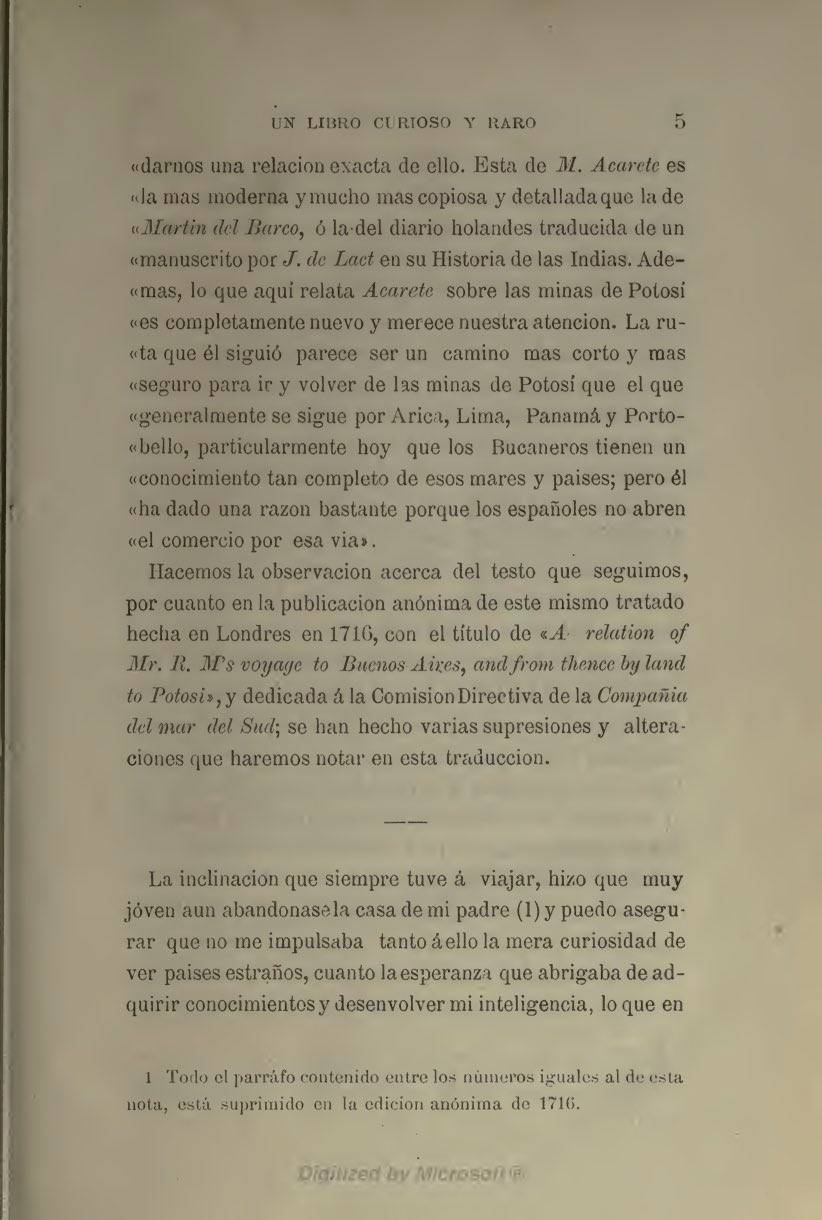 UN LIBRO CURIOSO Y RARO 5
«darnos una relacion exacta de ello. Esta de M. Acarete es
«la mas moderna y mucho mas copiosa y detallada que la de
«Martin del Barco, ó la del diario holandes traducida de un
«manuscrito por J. de Laet en su Historia de las Indias. Ade-
«mas, lo que aquí relata Acarete sobre las minas de Potosí
«es completamente nuevo y merece nuestra atencion. La ru-
«ta que él siguió parece ser un camino mas corto y mas
«seguro para ir y volver de las minas de Potosí que el que
«generalmente se sigue por Arica, Lima, Panamá y Porto-
«bello, particularmente hoy que los Bucaneros tienen un
«conocimiento tan completo de esos mares y paises; pero él
«ha dado una razon bastante porque los españoles no abren
«el comercio por esa via».
Hacemos la observacion acerca del testo que seguimos,
por cuanto en la publicacion anónima de este mismo tratado
hecha en Londres en 1716, con el título de «A relation of
Mr. R. M's voyage to Buenos Aires, and from thence by land
to Potosi», y dedicada á la Comision Directiva de la Compañia
del mar del Sud; se han hecho varias supresiones y altera-
ciones que haremos notar en esta traduccion.
La inclinacion que siempre tuve á viajar, hizo que muy
jóven aun abandonase la casa de mi padre (1) y puedo asegu-
rar que no me impulsaba tanto á ello la mera curiosidad de
ver paises estraños, cuanto la esperanza que abrigaba de ad-
quirir conocimientos y desenvolver mi inteligencia, lo que en
1 Todo el parráfo contenido entre los números iguales al de esta
nota, está suprimido en la edicion anónima de 1716.
Digitized by Microsoft ®